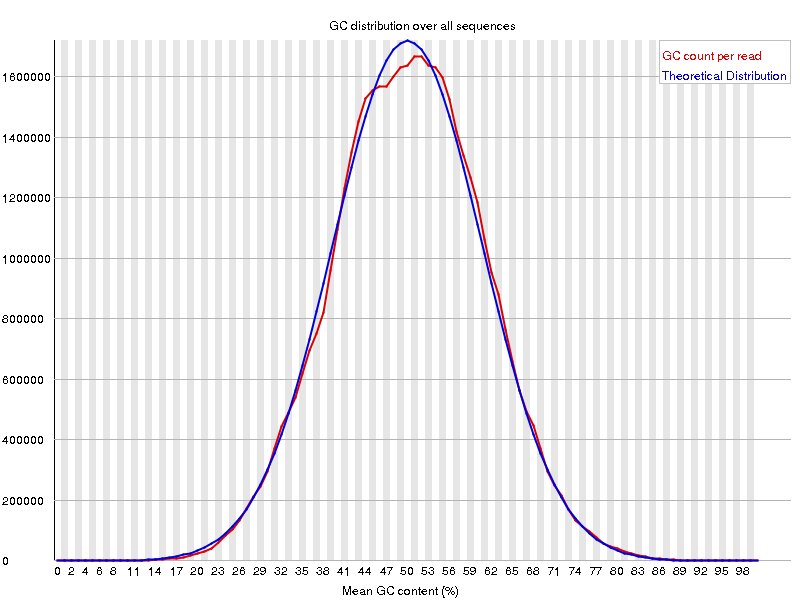 GC distribution over all sequences
GC count per read
Theoretical Distribution
1600000
1400000
1200000
1000000
800000
600000
400000
200000
0
0 2 4 6 8 11 14 17 20 23 26 29 32 35 38 41 44 47 50 53 56 59 62 65 68 71 74 77 80 83 86 89 92 95 98
Mean GC content (%)